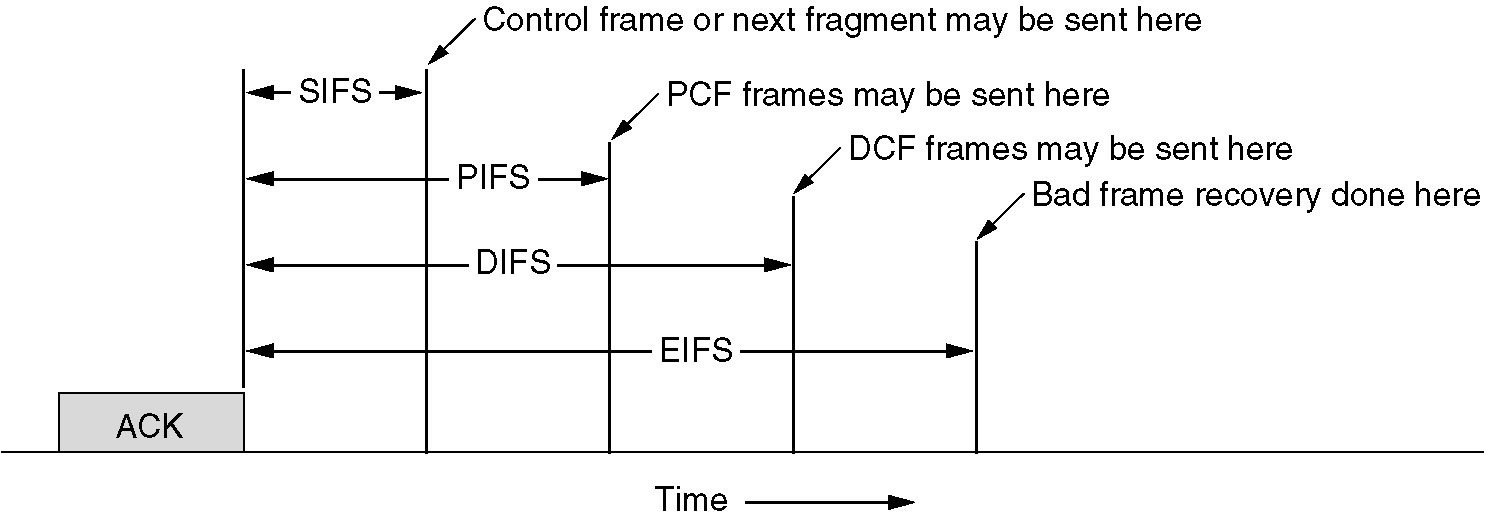 Control frame or next fragment may be sent here
SIFS
PCF frames may be sent here
DCF frames may be sent here
PIFS
Bad frame recovery done here
DIFS
EIFS
ACK
Time